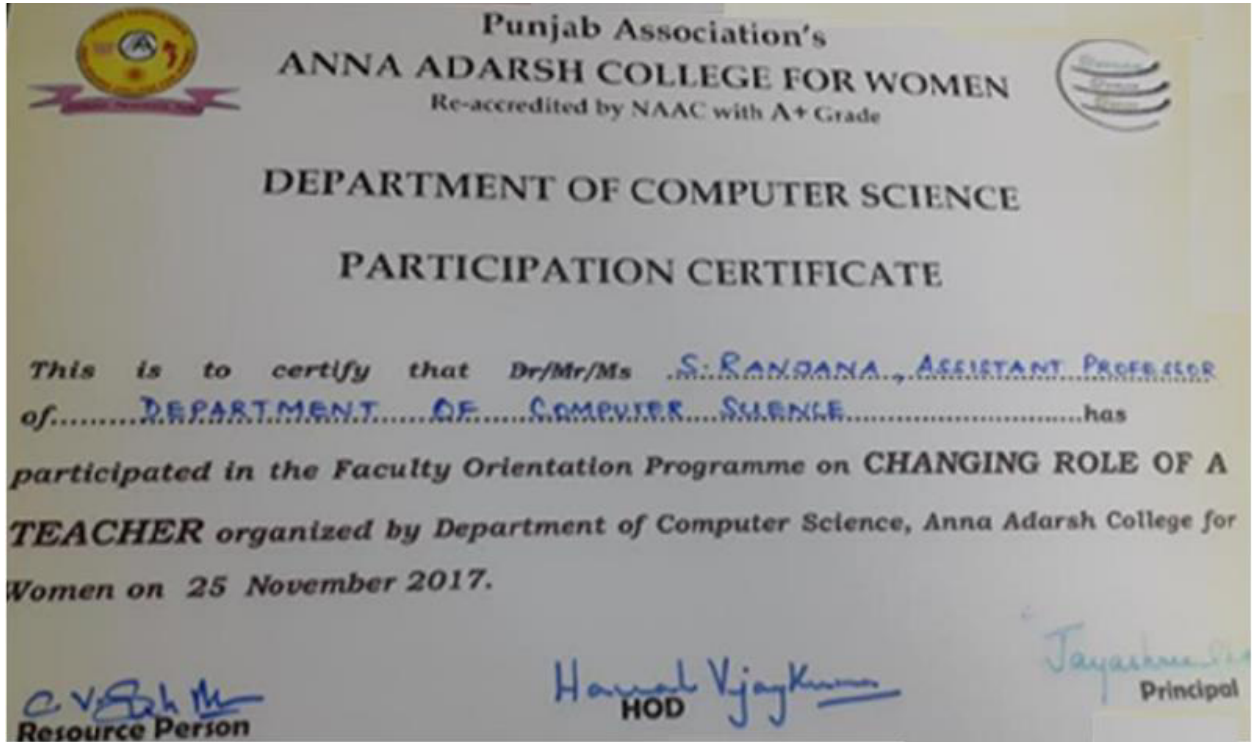 Punjab Association's
ANNA ADARSH COLLEGE FOR WOMEN
Re-accredited by NAAC with A+ Grade
DEPARTMENT OF COMPUTER SCIENCE
PARTICIPATION CERTIFICATE
This is to certify that Dr/Mr/Ms S. RANJANA, ASSISTANT PROFESSOR
of DEPARTMENT OF COMPUTER SCIENCE has
participated in the Faculty Orientation Programme on CHANGING ROLE OF A
TEACHER organized by Department of Computer Science, Anna Adarsh College for
Women on 25 November 2017.
Vijay
Resource Person HOD Principal